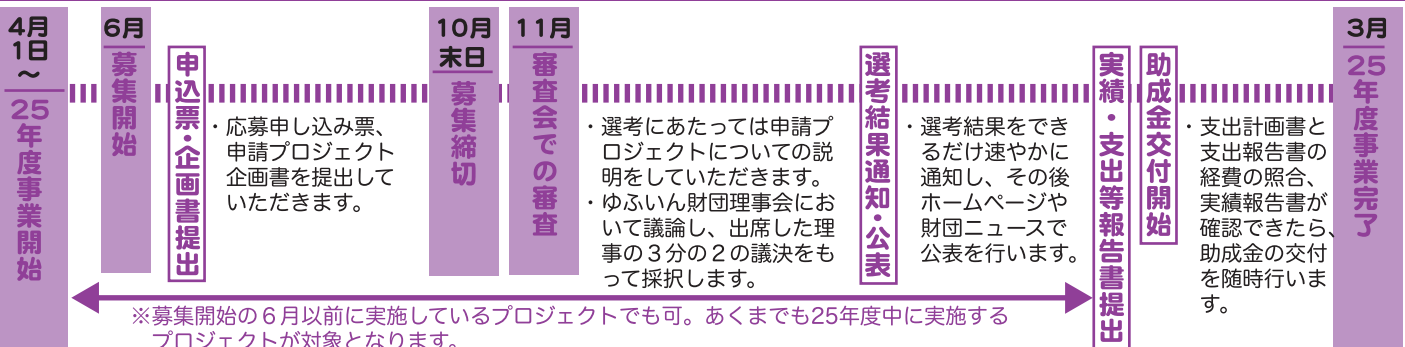 4月
1日
~
25年度事業開始
6月
募集開始
申込票・企画書提出
・応募申し込み票、
申請プロジェクト
企画書を提出して
いただきます。
10月
末日
募集締切
11月
審査会での審査
・選考にあたっては申請プ
ロジェクトについての説
明をしていただきます。
・ゆふいん財団理事会にお
いて議論し、出席した理
事の3分の2の議決をも
って採択します。
選考結果通知・公表
・選考結果をでき
るだけ速やかに
通知し、その後
ホームページや
財団ニュースで
公表を行います。
実績・支出等報告書提出
助成金交付開始
・支出計画書と
支出報告書の
経費の照合、
実績報告書が
確認できたら、
助成金の交付
を随時行いま
す。
3月
25年度事業完了
※募集開始の6月以前に実施しているプロジェクトでも可。あくまでも25年度中に実施する
プロジェクトが対象となります。